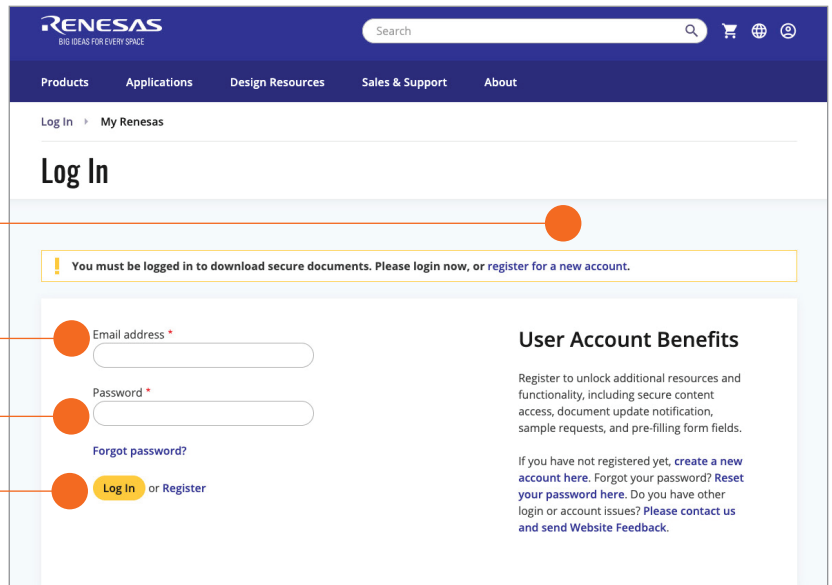 RENESAS
BIG IDEAS FOR EVERY SPACE
Search
Products Applications Design Resources Sales & Support About
Log In My Renesas
Log In
You must be logged in to download secure documents. Please login now, or register for a new account.
Email address *
Password *
Forgot password?
Log In or Register
User Account Benefits
Register to unlock additional resources and
functionality, including secure content
access, document update notification,
sample requests, and pre-filling form fields.
If you have not registered yet, create a new
account here. Forgot your password? Reset
your password here. Do you have other
login or account issues? Please contact us
and send Website Feedback.